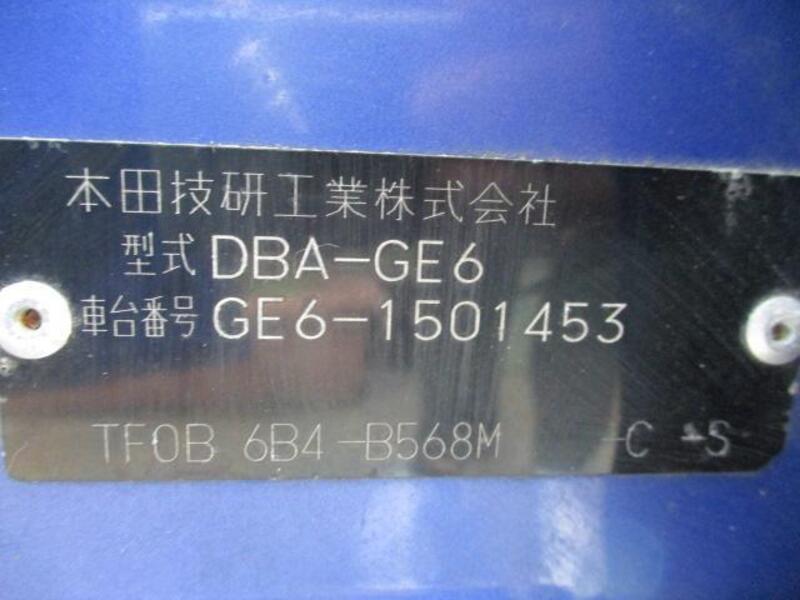 本田技研工業株式会社
型式 DBA-GE6
車台番号 GE6-1501453
TF0B 6B4-B568M -C -S